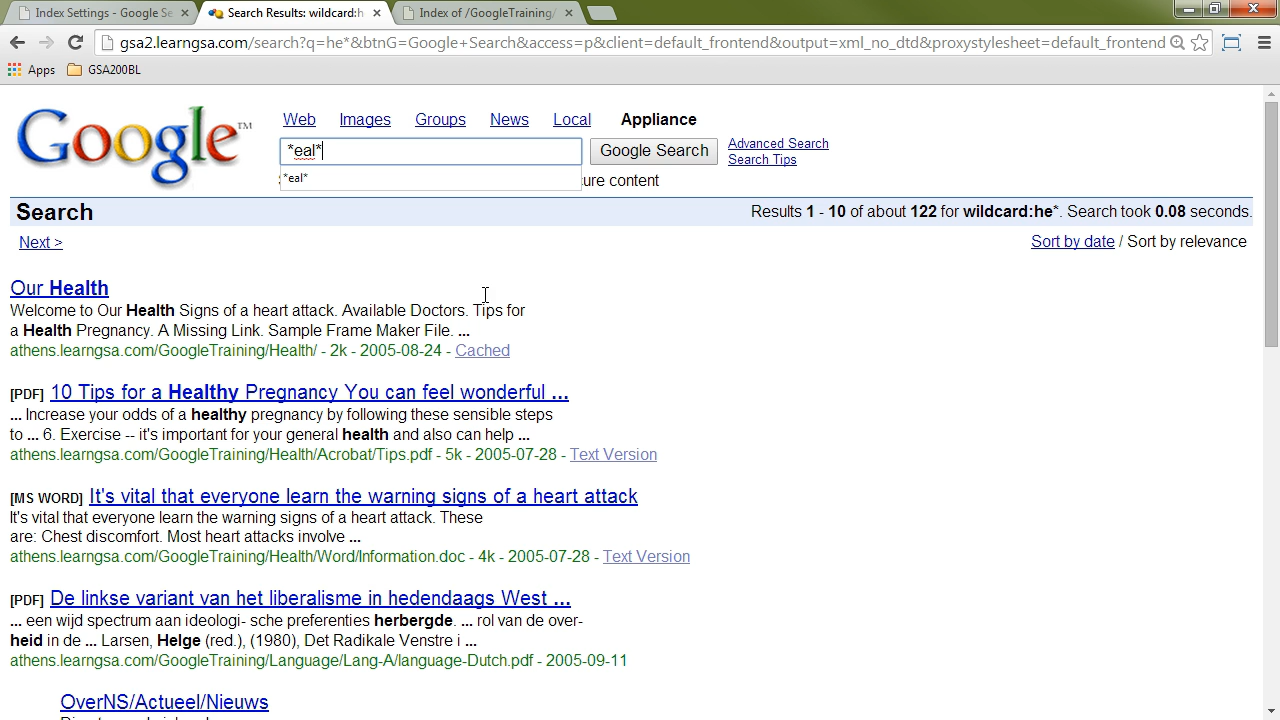 Index Settings - Google Se
Search Results: wildcard:h
Index of /GoogleTraining/
gsa2.learngsa.com/search?q=he*&btnG=Google+Search&access=p&client=default_frontend&output=xml_no_dtd&proxystylesheet=default_frontend
Apps GSA200BL
Google™
Web Images Groups News Local Appliance
*eal* Google Search Advanced Search
Search Tips
*eal*
ure content
Search Results 1 - 10 of about 122 for wildcard:he*. Search took 0.08 seconds.
Next > Sort by date / Sort by relevance
Our Health
Welcome to Our Health Signs of a heart attack. Available Doctors. Tips for
a Health Pregnancy. A Missing Link. Sample Frame Maker File. ...
athens.learngsa.com/GoogleTraining/Health/ - 2k - 2005-08-24 - Cached
[PDF] 10 Tips for a Healthy Pregnancy You can feel wonderful ...
... Increase your odds of a healthy pregnancy by following these sensible steps
to ... 6. Exercise -- it's important for your general health and also can help ...
athens.learngsa.com/GoogleTraining/Health/Acrobat/Tips.pdf - 5k - 2005-07-28 - Text Version
[MS WORD] It's vital that everyone learn the warning signs of a heart attack
It's vital that everyone learn the warning signs of a heart attack. These
are: Chest discomfort. Most heart attacks involve ...
athens.learngsa.com/GoogleTraining/Health/Word/Information.doc - 4k - 2005-07-28 - Text Version
[PDF] De linkse variant van het liberalisme in hedendaags West ...
... een wijd spectrum aan ideologi- sche preferenties herbergde. ... rol van de over-
heid in de ... Larsen, Helge (red.), (1980), Det Radikale Venstre i ...
athens.learngsa.com/GoogleTraining/Language/Lang-A/language-Dutch.pdf - 2005-09-11
OverNS/Actueel/Nieuws